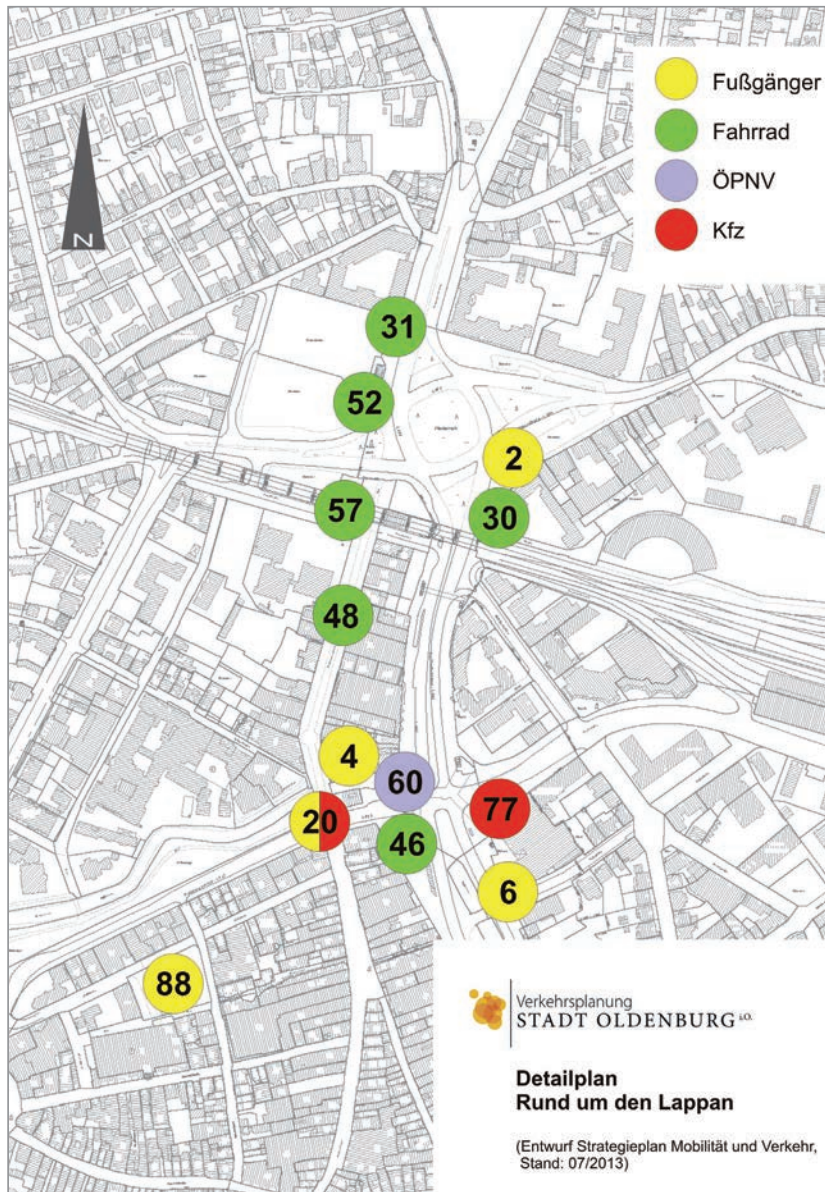 Fußgänger
Fahrrad
ÖPNV
Kfz
N
31
52
2
57
30
48
4
60
77
20
46
6
88
Verkehrsplanung
STADT OLDENBURG i.O.
Detailplan
Rund um den Lappan
(Entwurf Strategieplan Mobilität und Verkehr,
Stand: 07/2013)